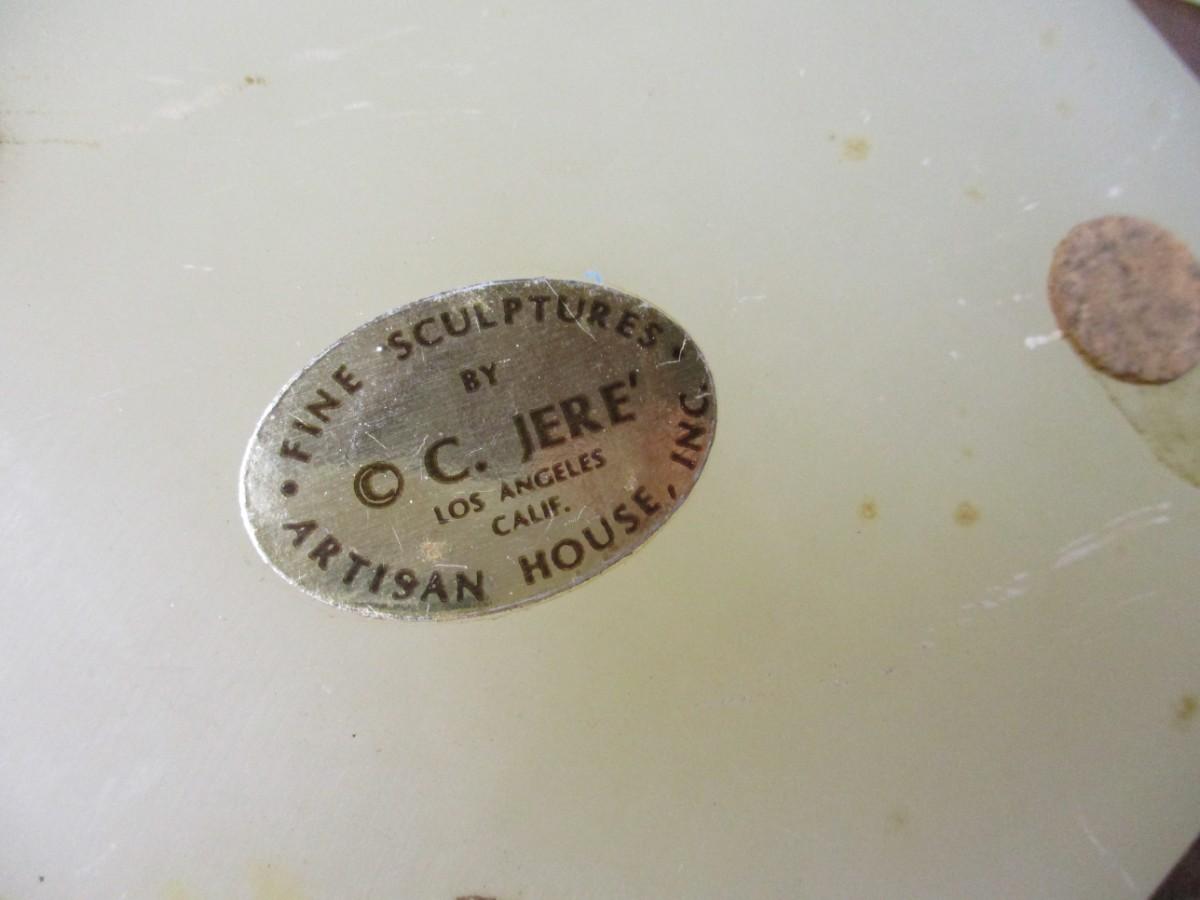 • FINE SCULPTURES •
BY
© C. JERE'
LOS ANGELES
CALIF.
ARTISAN HOUSE, INC.